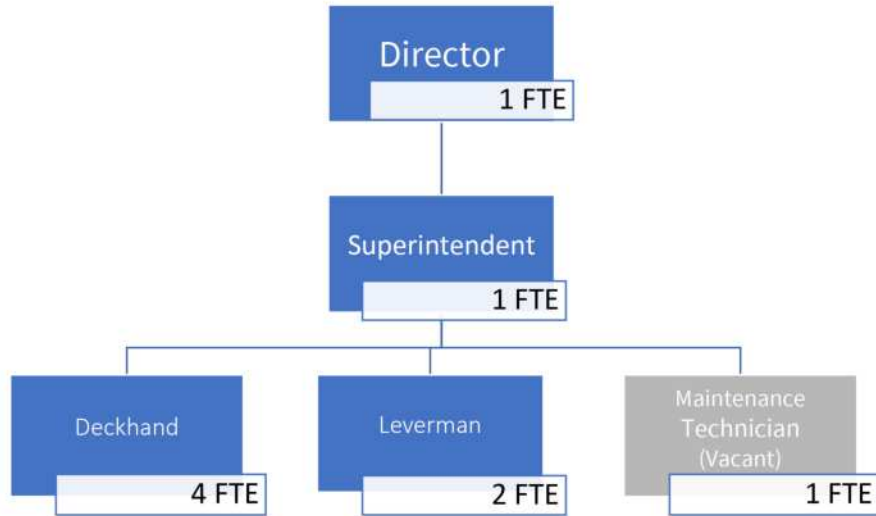 Director
1 FTE
Superintendent
1 FTE
Deckhand
4 FTE
Leverman
2 FTE
Maintenance
Technician
(Vacant)
1 FTE